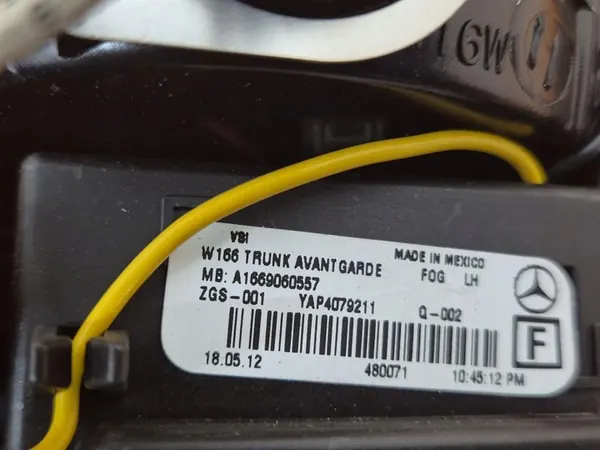 W91
VSI
W166 TRUNK AVANTGARDE MADE IN MEXICO
MB: A1669060557 FOG LH
ZGS-001 YAP4079211 Q-002
F
18.05.12 480071 10:45:12 PM